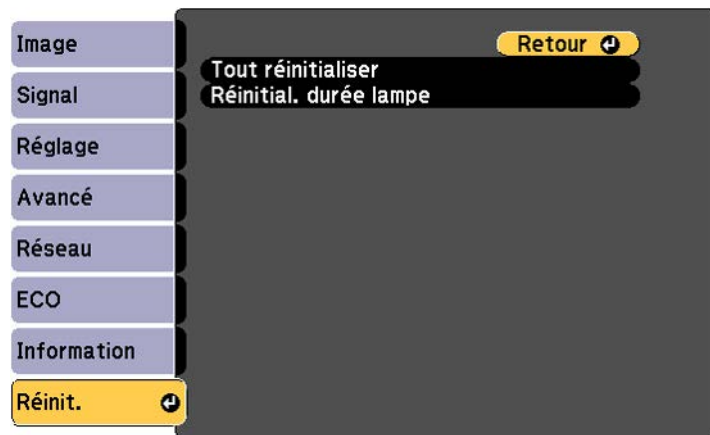 Image
Signal
Réglage
Avancé
Réseau
ECO
Information
Réinit.
Retour
Tout réinitialiser
Réinitial. durée lampe